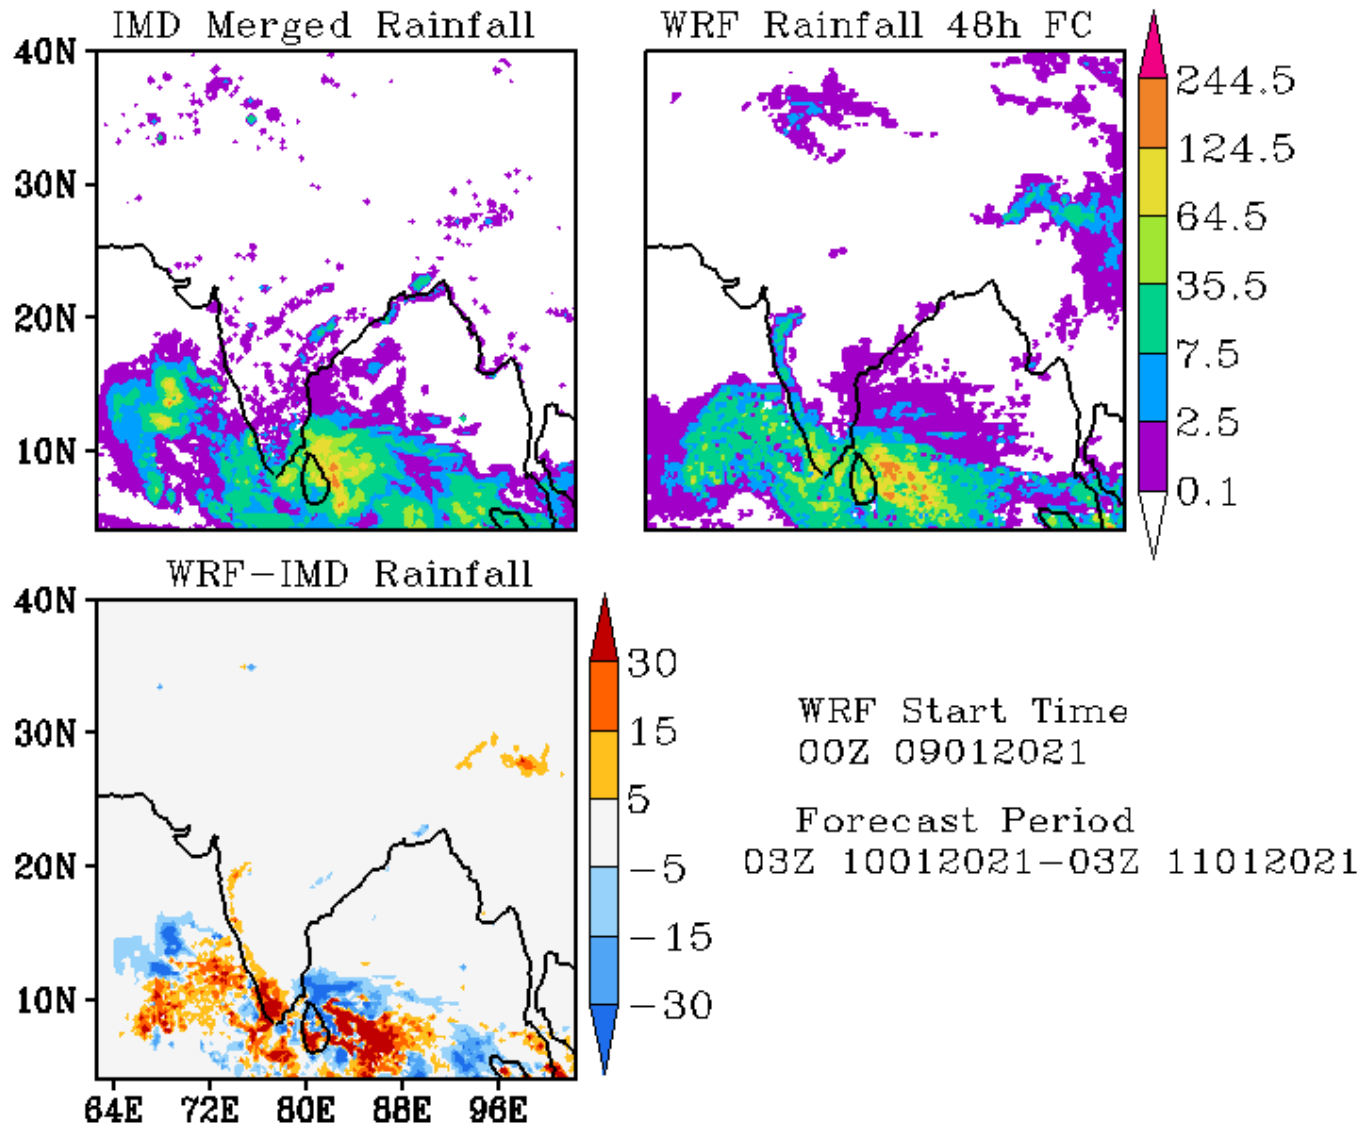 IMD Merged Rainfall
WRF Rainfall 48h FC
40N
30N
20N
10N
244.5
124.5
64.5
35.5
7.5
2.5
0.1
WRF-IMD Rainfall
40N
30N
20N
10N
64E 72E 80E 88E 96E
30
15
5
-5
-15
-30
WRF Start Time
00Z 09012021
Forecast Period
03Z 10012021-03Z 11012021